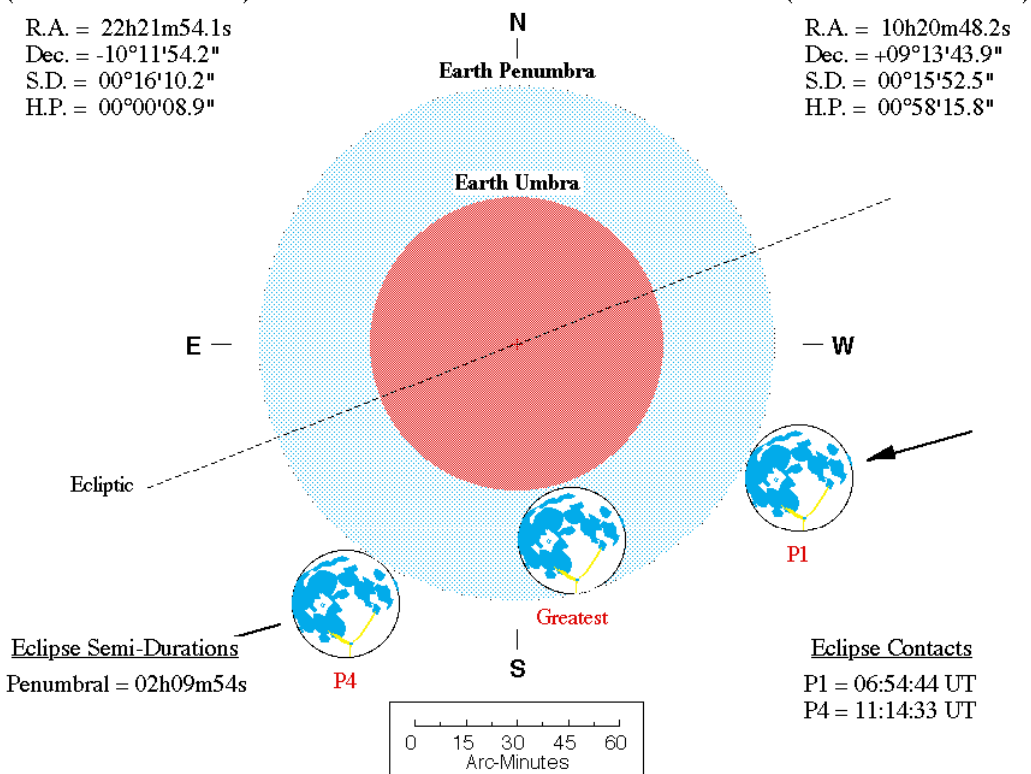 R.A. = 22h21m54.1s
Dec. = -10°11'54.2"
S.D. = 00°16'10.2"
H.P. = 00°00'08.9"
N
R.A. = 10h20m48.2s
Dec. = +09°13'43.9"
S.D. = 00°15'52.5"
H.P. = 00°58'15.8"
Earth Penumbra
Earth Umbra
E
W
Ecliptic
P1
Greatest
P4
S
Eclipse Semi-Durations
Penumbral = 02h09m54s
Eclipse Contacts
P1 = 06:54:44 UT
P4 = 11:14:33 UT
0 15 30 45 60
Arc-Minutes